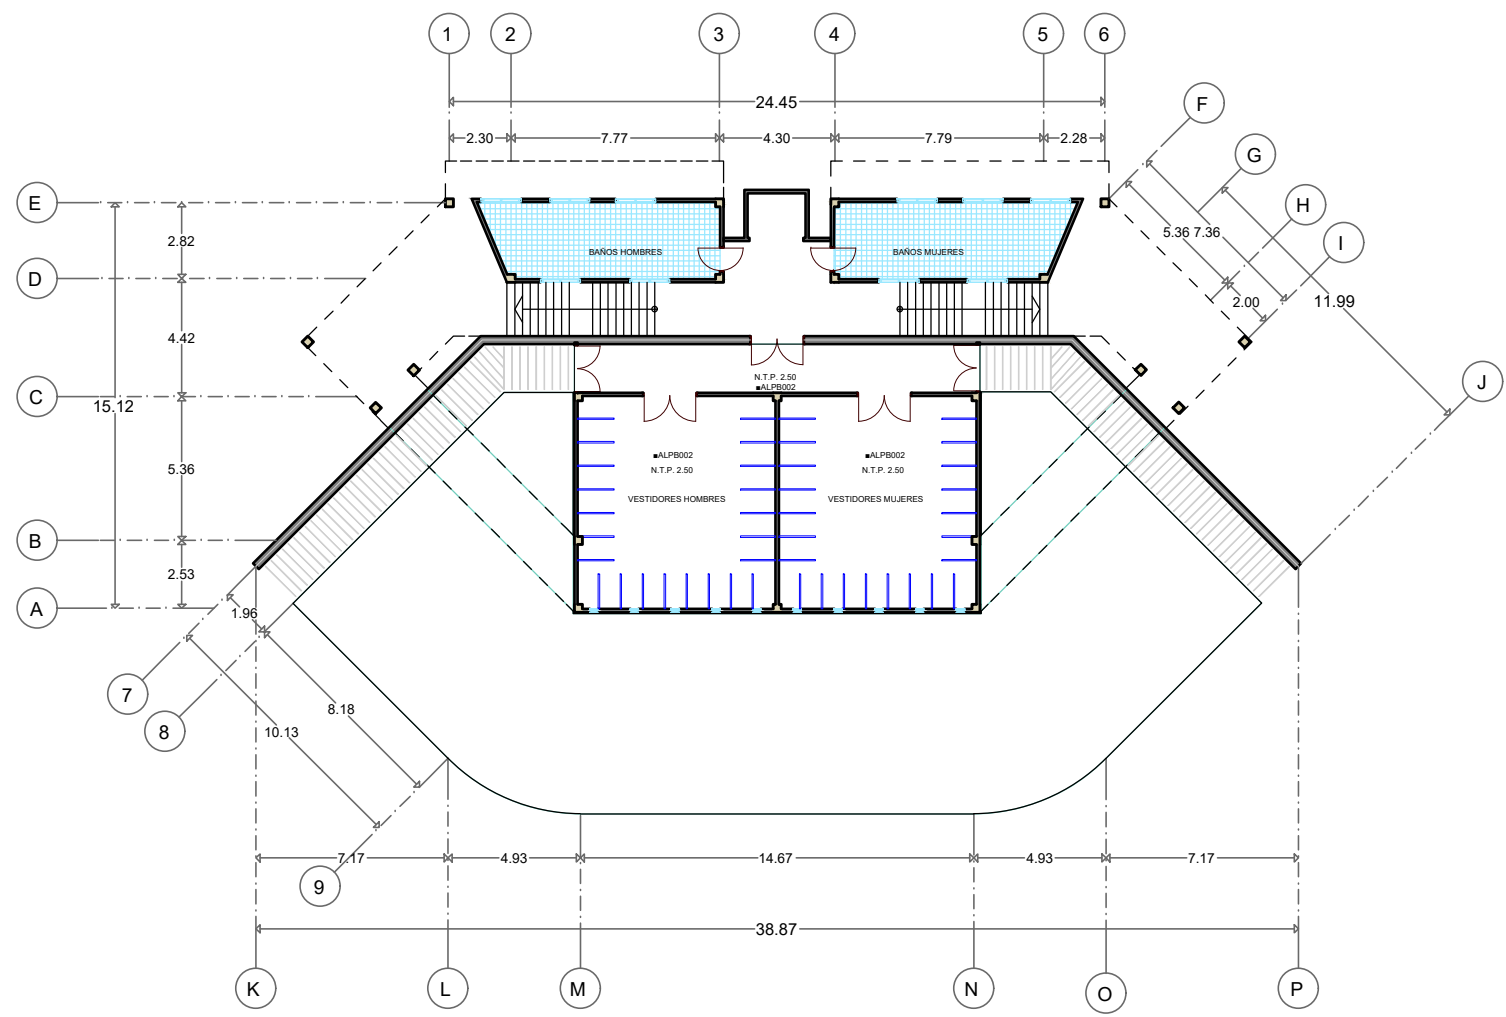 1 2 3 4 5 6
24.45
2.30 7.77 4.30 7.79 2.28
F
G
H
I
J
5.36 7.36
2.00
11.99
E
D
C
B
A
2.82
4.42
15.12
5.36
2.53
BAÑOS HOMBRES
BAÑOS MUJERES
N.T.P. 2.50
■ALPB002
■ALPB002
N.T.P. 2.50
VESTIDORES HOMBRES
■ALPB002
N.T.P. 2.50
VESTIDORES MUJERES
1.96
7
8
8.18
10.13
9
7.17 4.93 14.67 4.93 7.17
38.87
K L M N O P